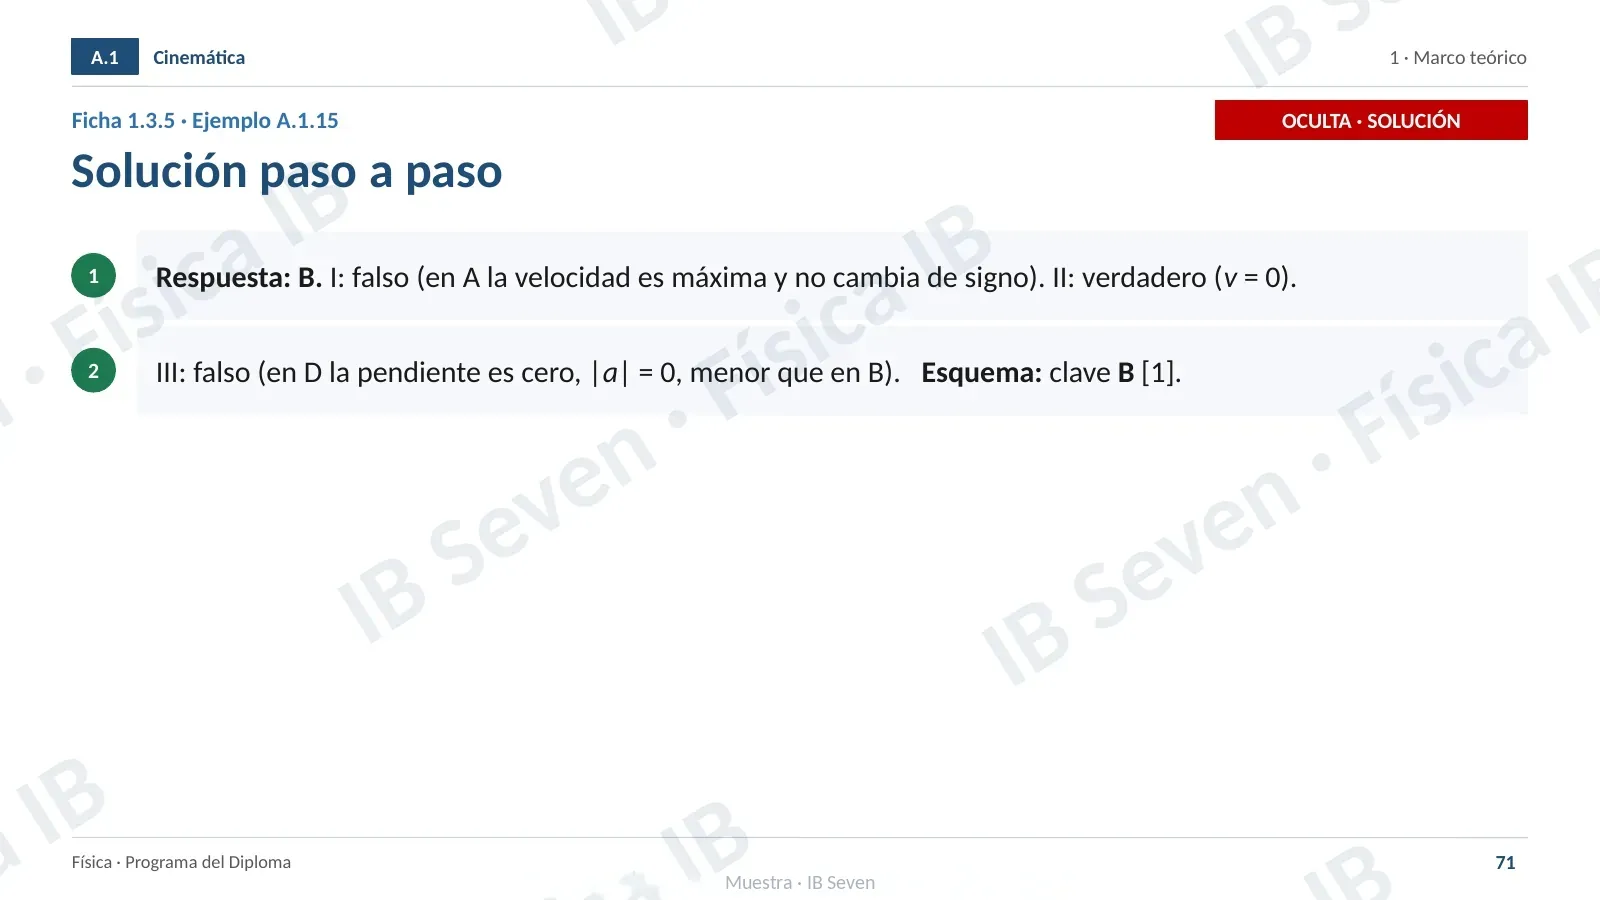 A.1 Cinemática 1 · Marco teórico
Ficha 1.3.5 · Ejemplo A.1.15 OCULTA · SOLUCIÓN
Solución paso a paso
1 Respuesta: B. I: falso (en A la velocidad es máxima y no cambia de signo). II: verdadero (v = 0).
2 III: falso (en D la pendiente es cero, |a| = 0, menor que en B). Esquema: clave B [1].
IB Seven · Física IB
IB Seven · Física IB
Física · Programa del Diploma 71
Muestra · IB Seven